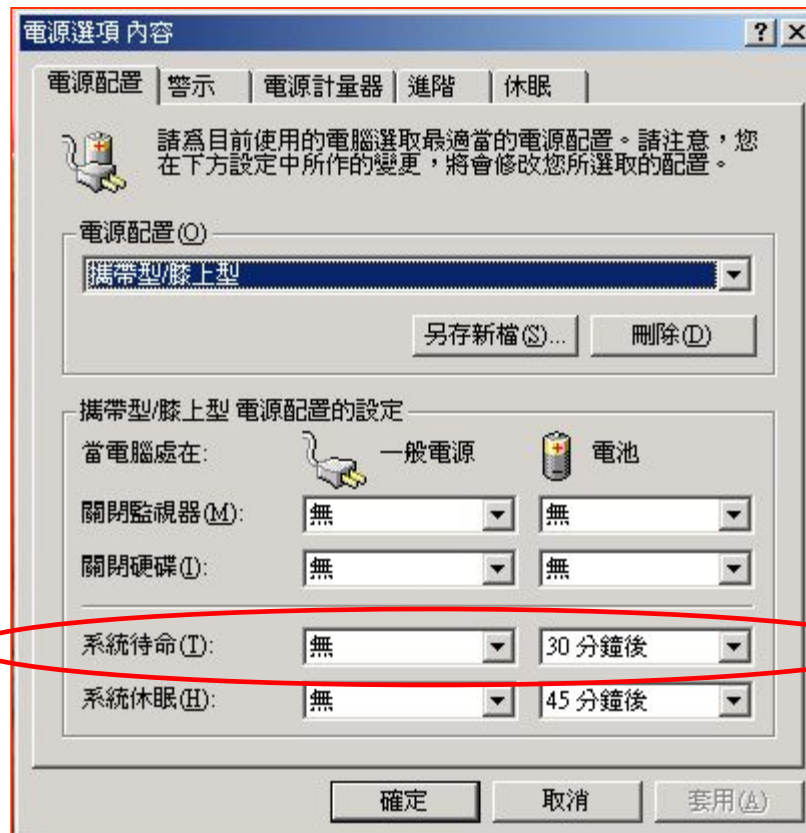 電源選項 內容
電源配置 警示 電源計量器 進階 休眠
請為目前使用的電腦選取最適當的電源配置。請注意，您
在下方設定中所作的變更，將會修改您所選取的配置。
電源配置(O)
攜帶型/膝上型
另存新檔(S)... 刪除(D)
攜帶型/膝上型 電源配置的設定
當電腦處在: 一般電源 電池
關閉監視器(M): 無 無
關閉硬碟(I): 無 無
系統待命(T): 無 30 分鐘後
系統休眠(H): 無 45 分鐘後
確定 取消 套用(A)